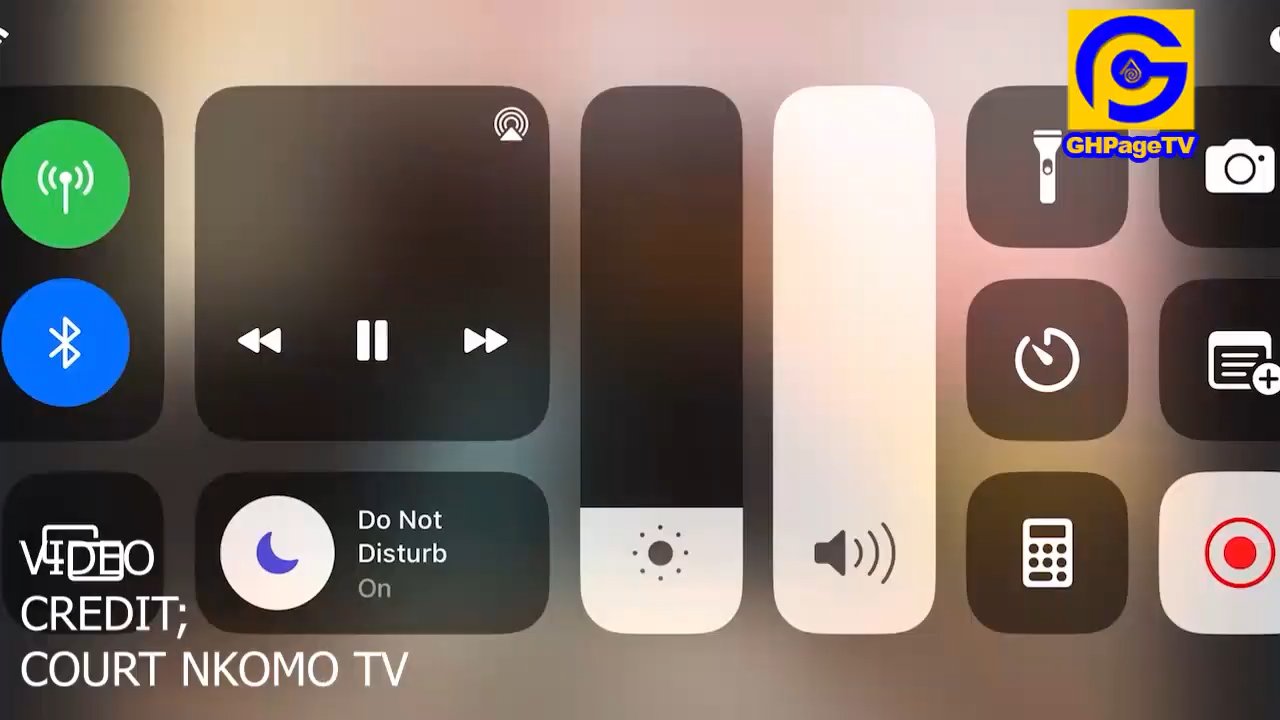 GHPageTV
Do Not
Disturb
On
VIDEO
CREDIT;
COURT NKOMO TV